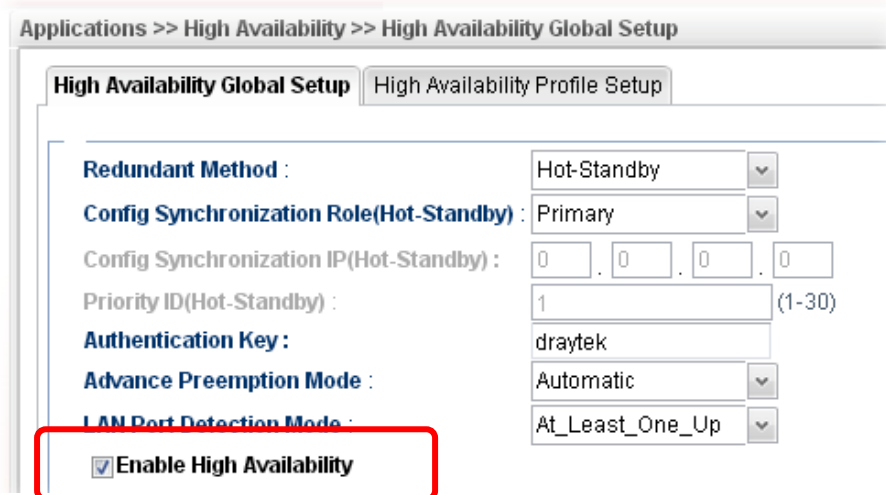 Applications >> High Availability >> High Availability Global Setup
High Availability Global Setup High Availability Profile Setup
Redundant Method : Hot-Standby
Config Synchronization Role(Hot-Standby) : Primary
Config Synchronization IP(Hot-Standby) : 0 . 0 . 0 . 0
Priority ID(Hot-Standby) : 1 (1-30)
Authentication Key : draytek
Advance Preemption Mode : Automatic
LAN Port Detection Mode : At_Least_One_Up
Enable High Availability